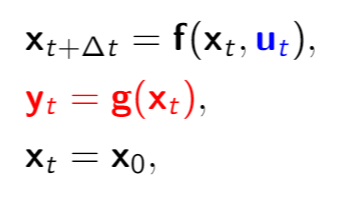 x_{t+Δt} = f(x_t, u_t),
y_t = g(x_t),
x_t = x_0,